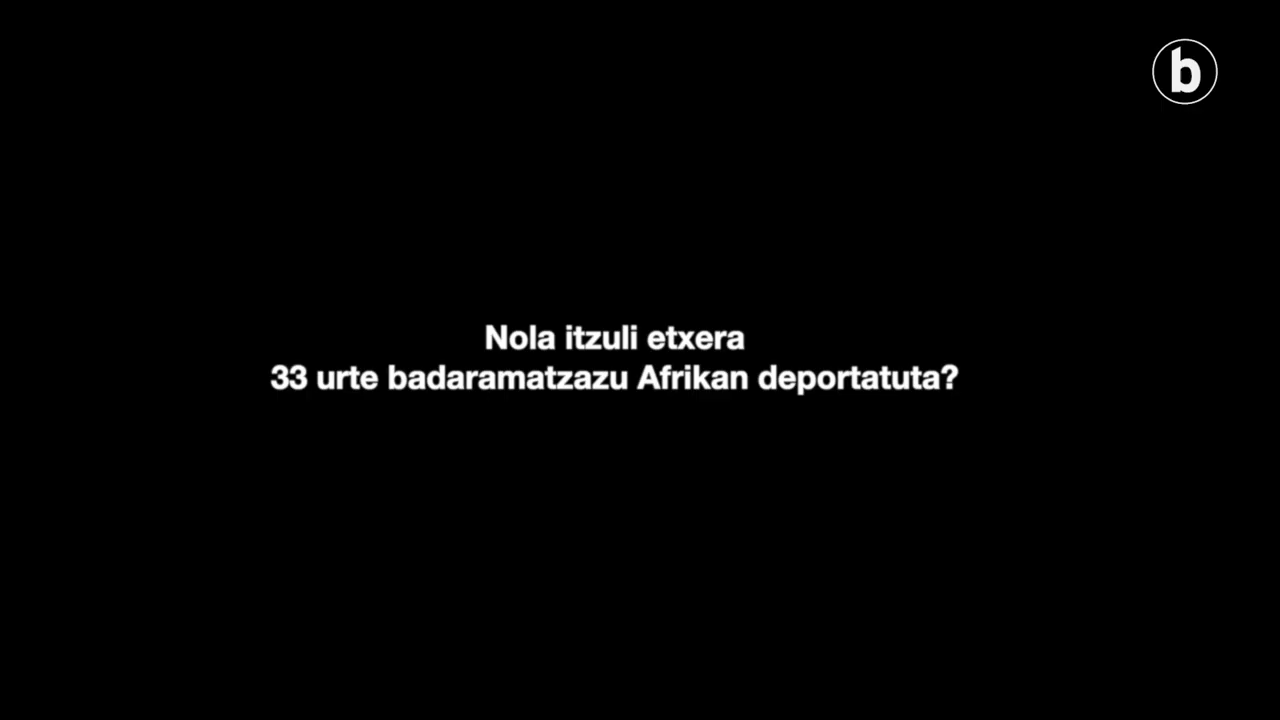 b
Nola itzuli etxera
33 urte badaramatzazu Afrikan deportatuta?